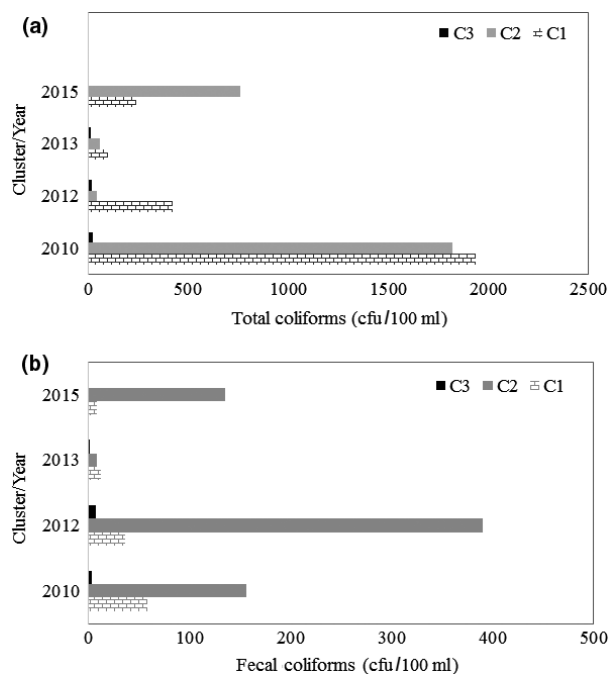 (a)
C3 C2 C1
Cluster/Year
2015
2013
2012
2010
0 500 1000 1500 2000 2500
Total coliforms (cfu/100 ml)
(b)
C3 C2 C1
Cluster/Year
2015
2013
2012
2010
0 100 200 300 400 500
Fecal coliforms (cfu/100 ml)